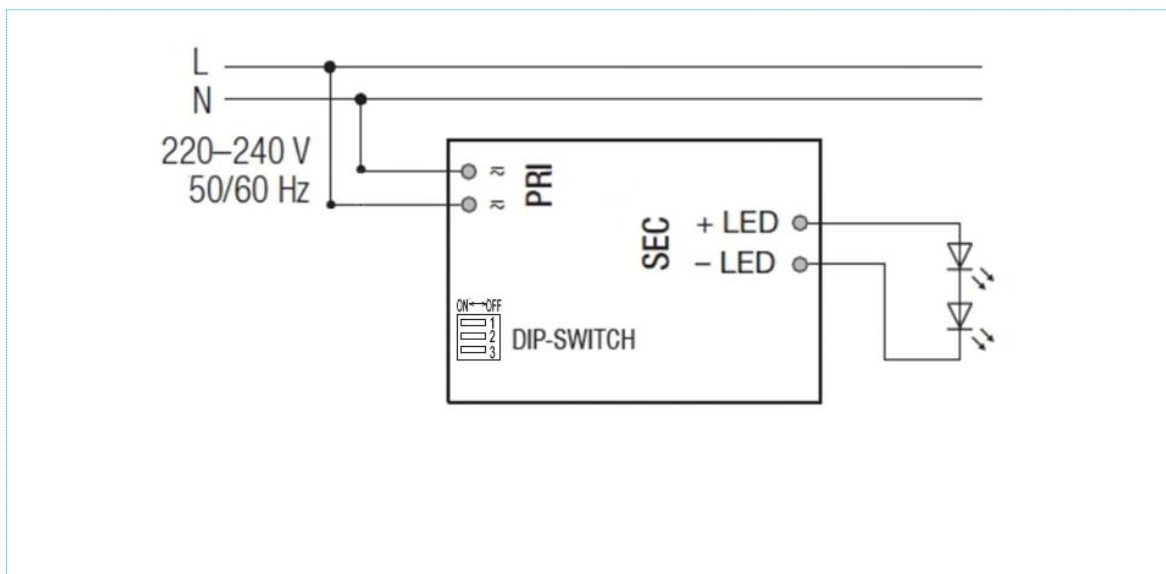 L
N
220–240 V
50/60 Hz
≂
≂
PRI
SEC
+ LED
– LED
ON↔OFF
1
2
3
DIP-SWITCH